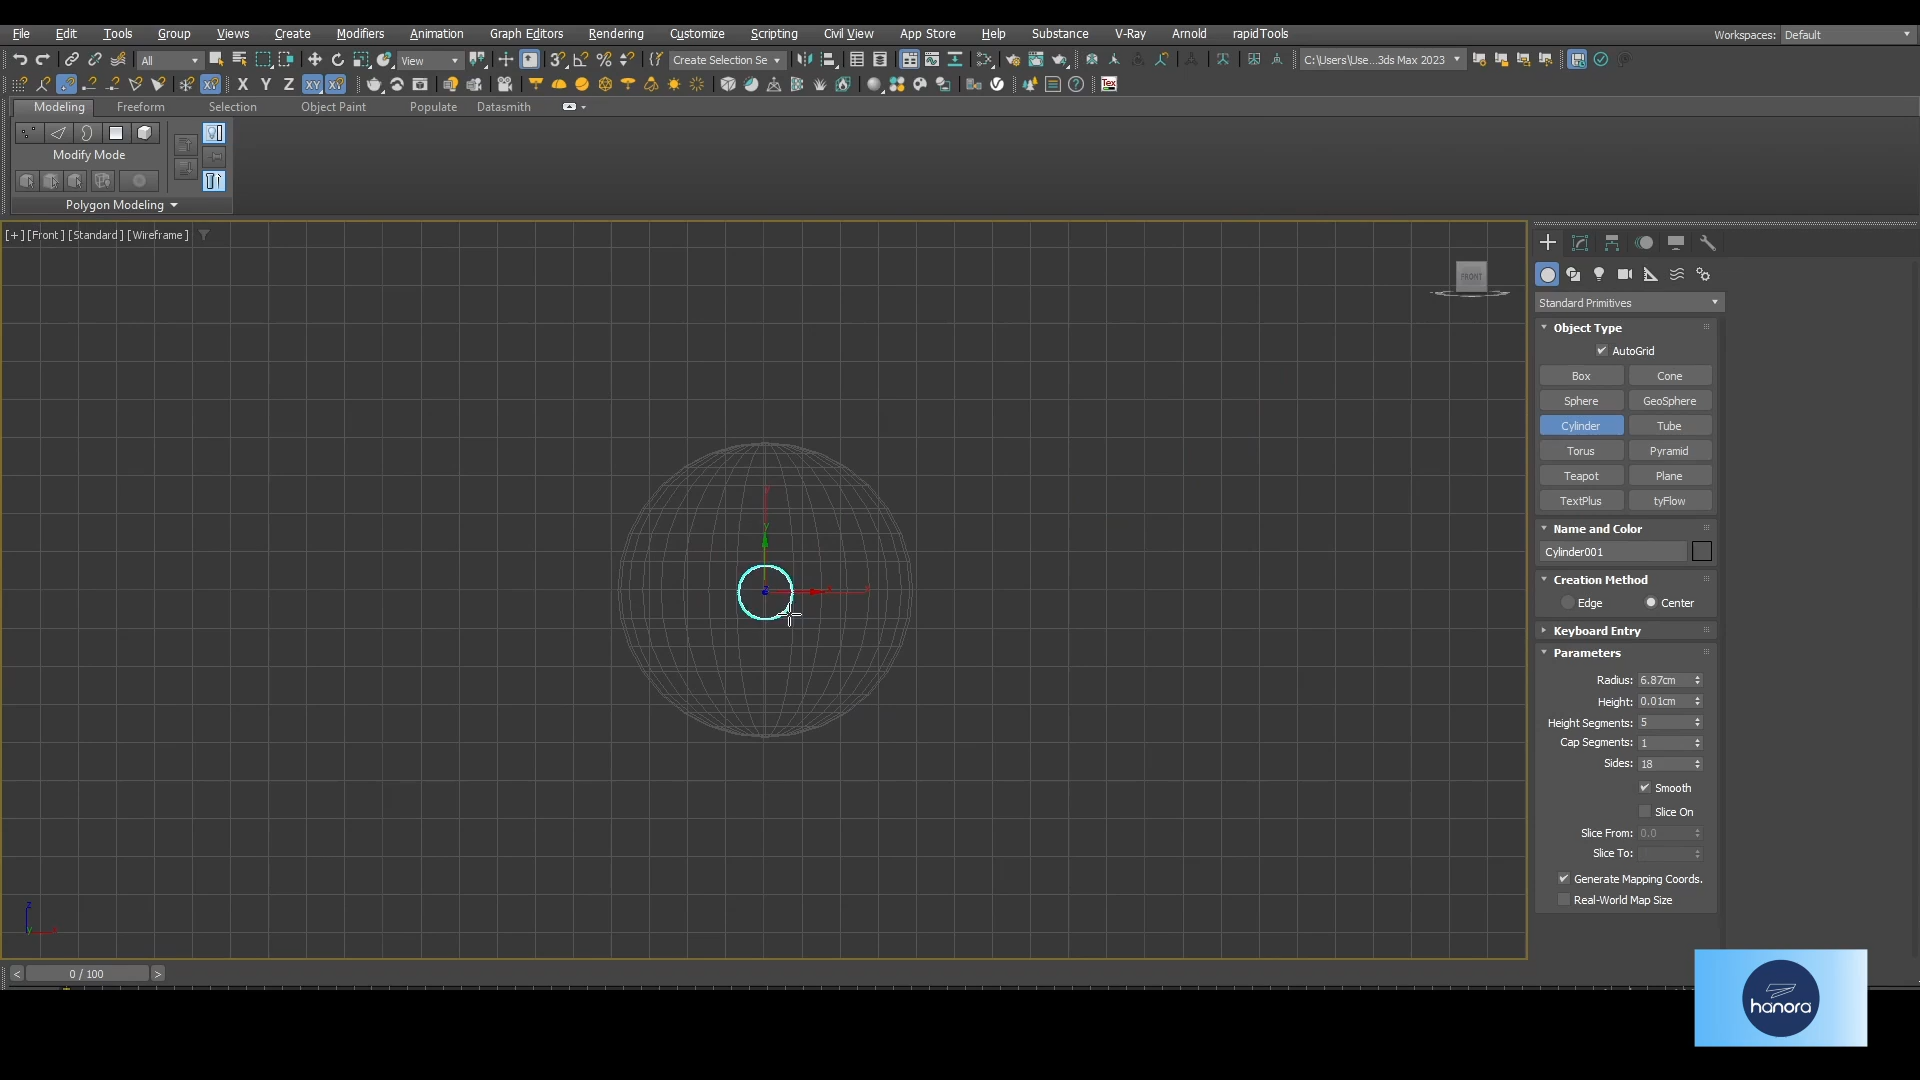 File Edit Tools Group Views Create Modifiers Animation Graph Editors Rendering Customize Scripting Civil View App Store Help Substance V-Ray Arnold rapidTools Workspaces: Default
All View Create Selection Se C:\Users\Use...3ds Max 2023
X Y Z XY
Modeling Freeform Selection Object Paint Populate Datasmith
Modify Mode
Polygon Modeling
[+] [Front] [Standard] [Wireframe]
FRONT
Standard Primitives
Object Type
AutoGrid
Box Cone
Sphere GeoSphere
Cylinder Tube
Torus Pyramid
Teapot Plane
TextPlus tyFlow
Name and Color
Cylinder001
Creation Method
Edge Center
Keyboard Entry
Parameters
Radius: 6.87cm
Height: 0.01cm
Height Segments: 5
Cap Segments: 1
Sides: 18
Smooth
Slice On
Slice From: 0.0
Slice To:
Generate Mapping Coords.
Real-World Map Size
y
z
y
< 0 / 100 >
hanora